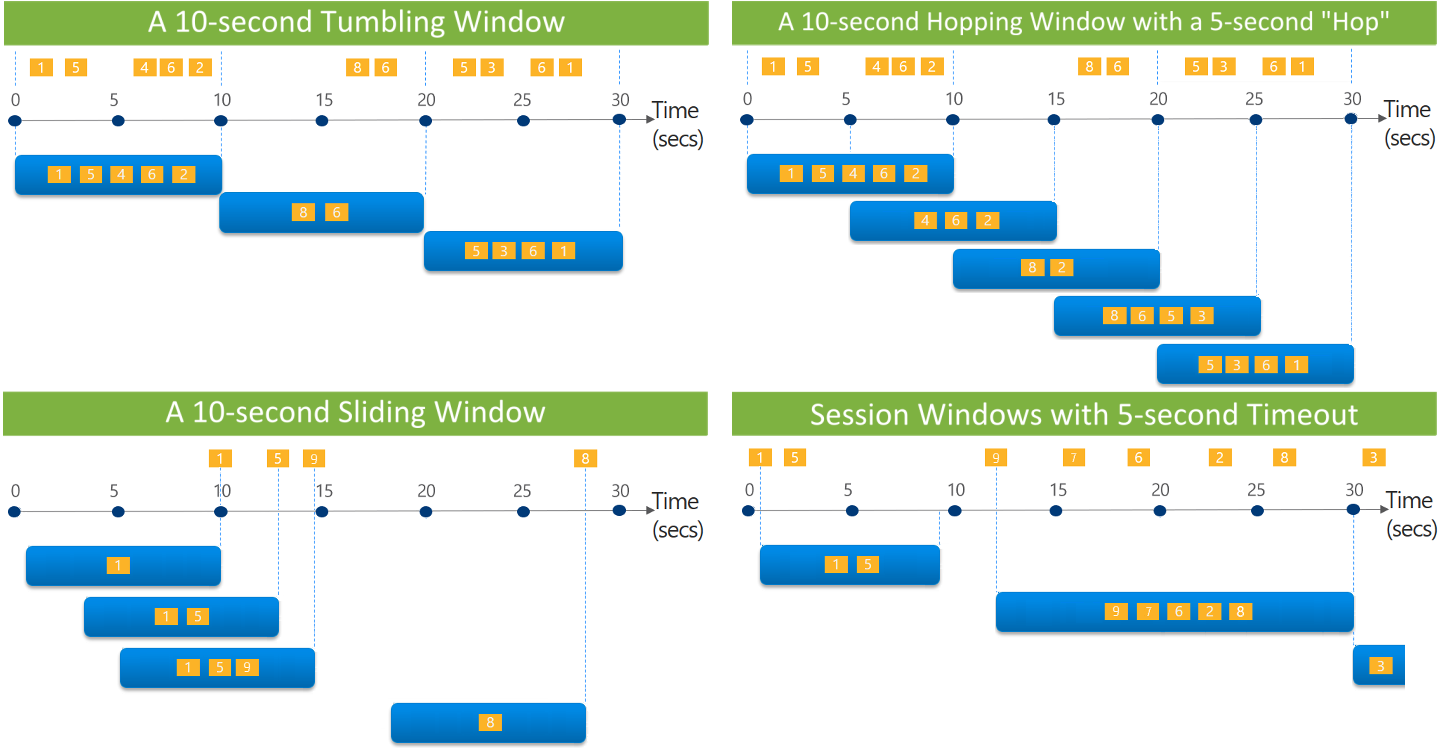 A 10-second Tumbling Window
1 5 4 6 2 8 6 5 3 6 1
0 5 10 15 20 25 30 Time
(secs)
1 5 4 6 2
8 6
5 3 6 1
A 10-second Hopping Window with a 5-second "Hop"
1 5 4 6 2 8 6 5 3 6 1
0 5 10 15 20 25 30 Time
(secs)
1 5 4 6 2
4 6 2
8 2
8 6 5 3
5 3 6 1
A 10-second Sliding Window
1 5 9 8
0 5 10 15 20 25 30 Time
(secs)
1
1 5
1 5 9
8
Session Windows with 5-second Timeout
1 5 9 7 6 2 8 3
0 5 10 15 20 25 30 Time
(secs)
1 5
9 7 6 2 8
3